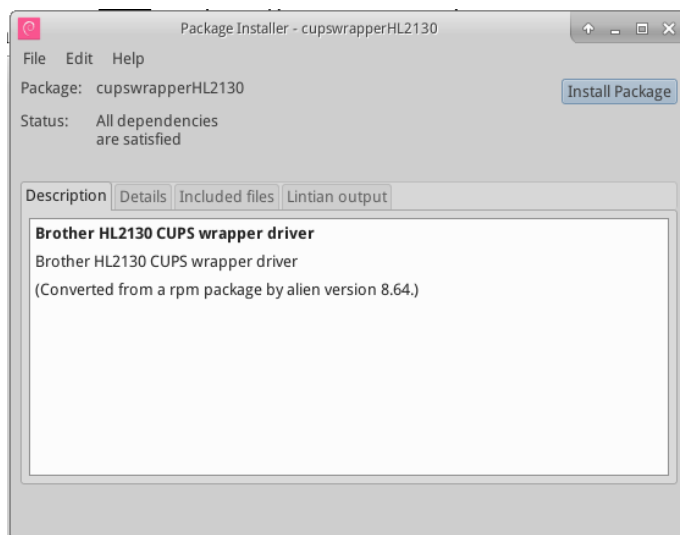 Package Installer - cupswrapperHL2130
File Edit Help
Package: cupswrapperHL2130
Install Package
Status: All dependencies
are satisfied
Description Details Included files Lintian output
Brother HL2130 CUPS wrapper driver
Brother HL2130 CUPS wrapper driver
(Converted from a rpm package by alien version 8.64.)